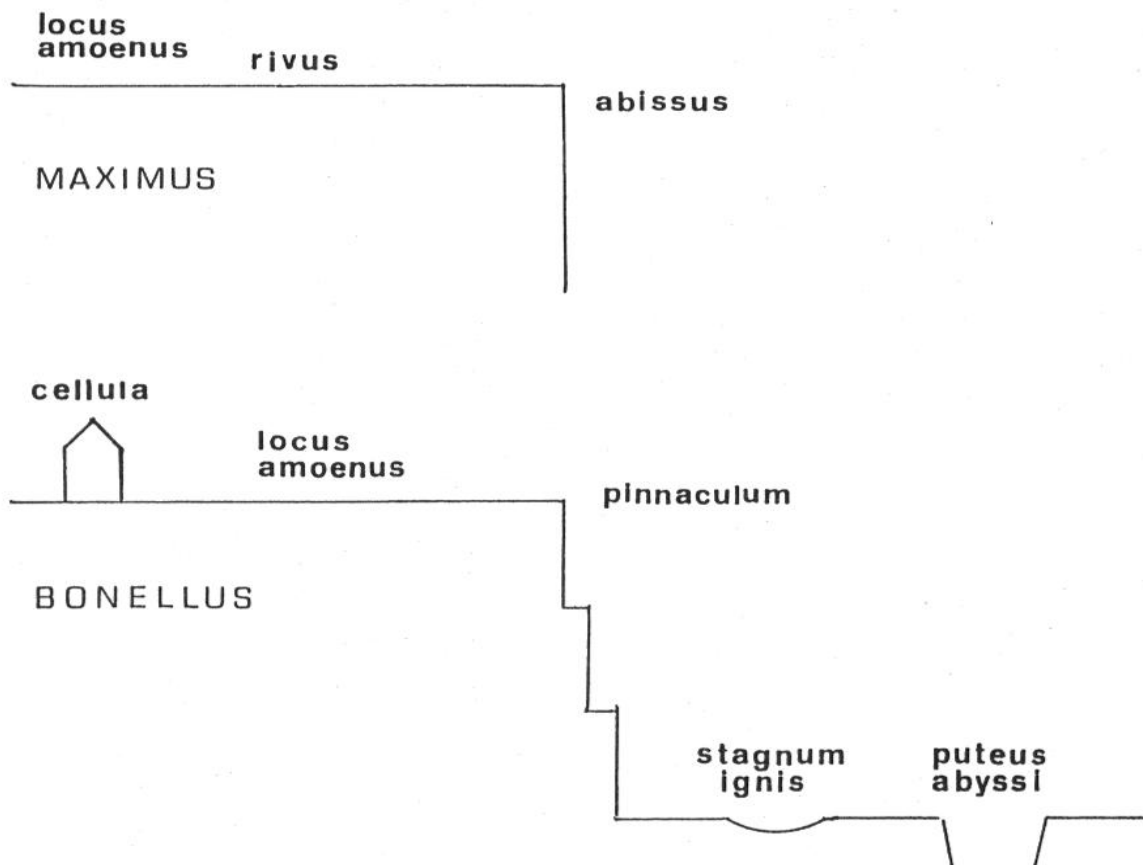 locus
amoenus
rivus
abissus
MAXIMUS
cellula
locus
amoenus
pinnaculum
BONELLUS
stagnum
ignis
puteus
abyssi